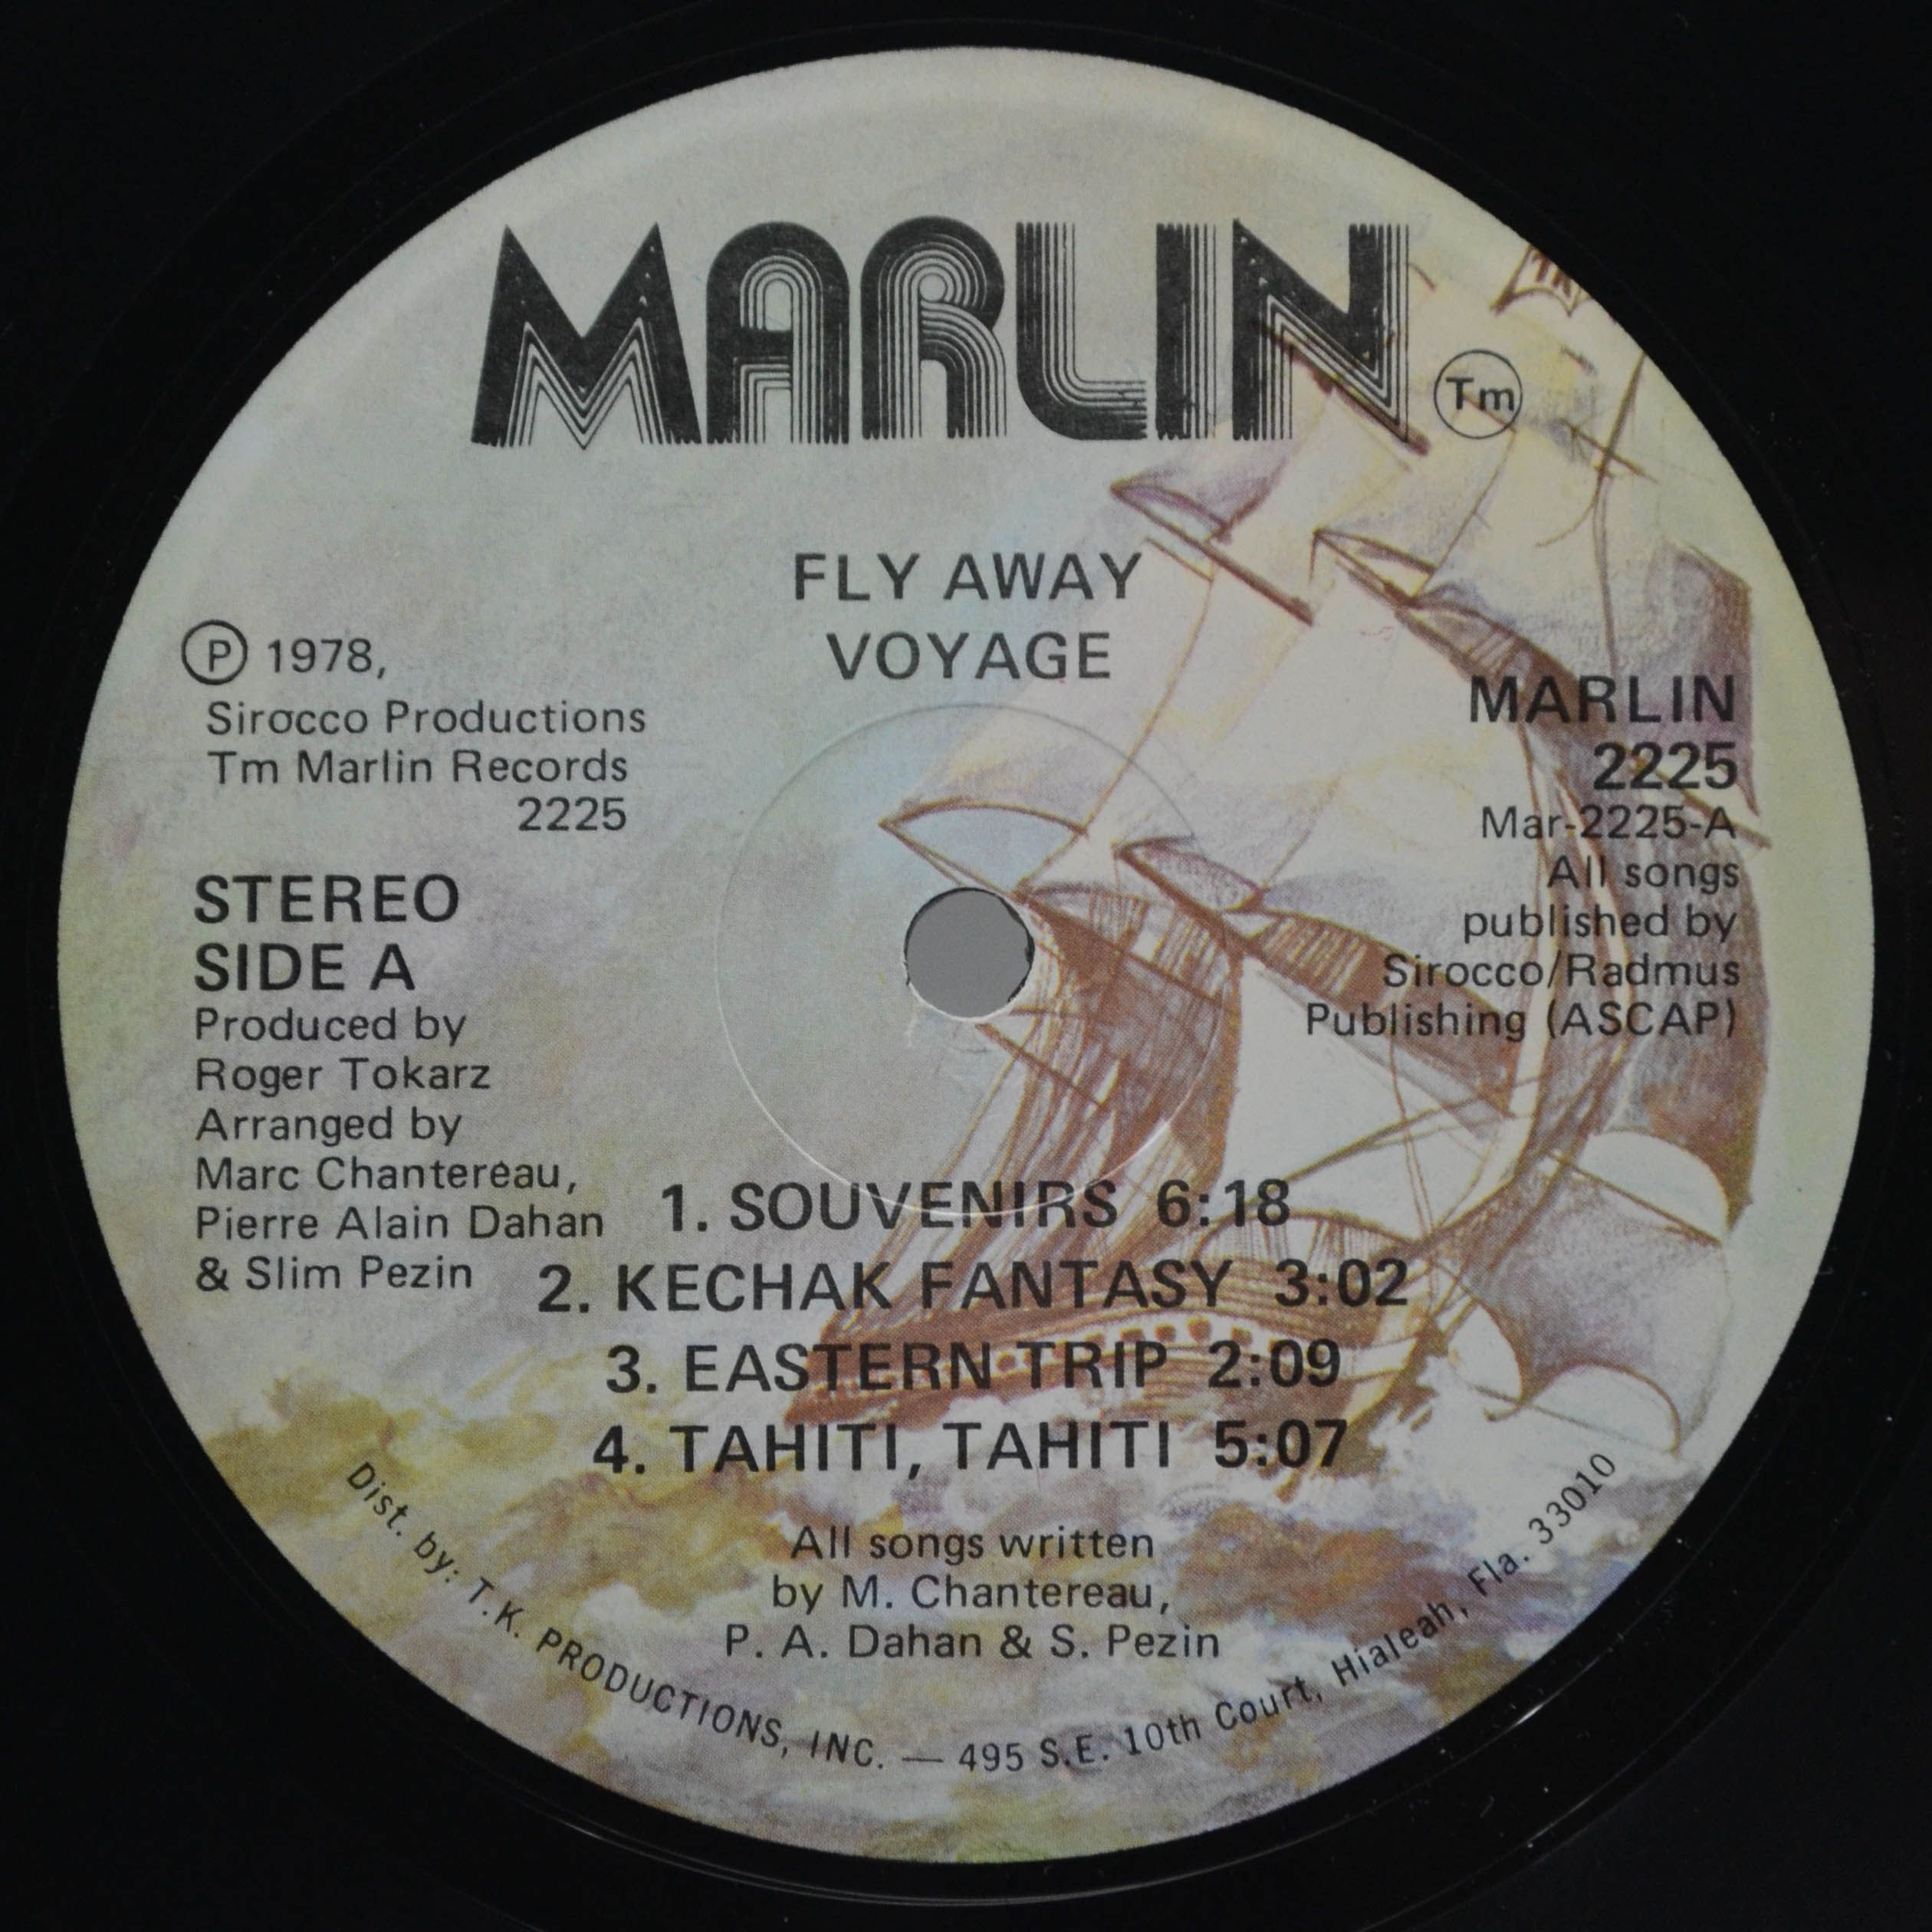 MARLIN
Tm
TK
FLY AWAY
VOYAGE
Ⓟ 1978,
Sirocco Productions
Tm Marlin Records
2225
MARLIN
2225
Mar-2225-A
All songs
published by
Sirocco/Radmus
Publishing (ASCAP)
STEREO
SIDE A
Produced by
Roger Tokarz
Arranged by
Marc Chantereau,
Pierre Alain Dahan
& Slim Pezin
1. SOUVENIRS 6:18
2. KECHAK FANTASY 3:02
3. EASTERN TRIP 2:09
4. TAHITI, TAHITI 5:07
All songs written
by M. Chantereau,
P. A. Dahan & S. Pezin
Dist. by: T.K. PRODUCTIONS, INC. — 495 S.E. 10th Court, Hialeah, Fla. 33010